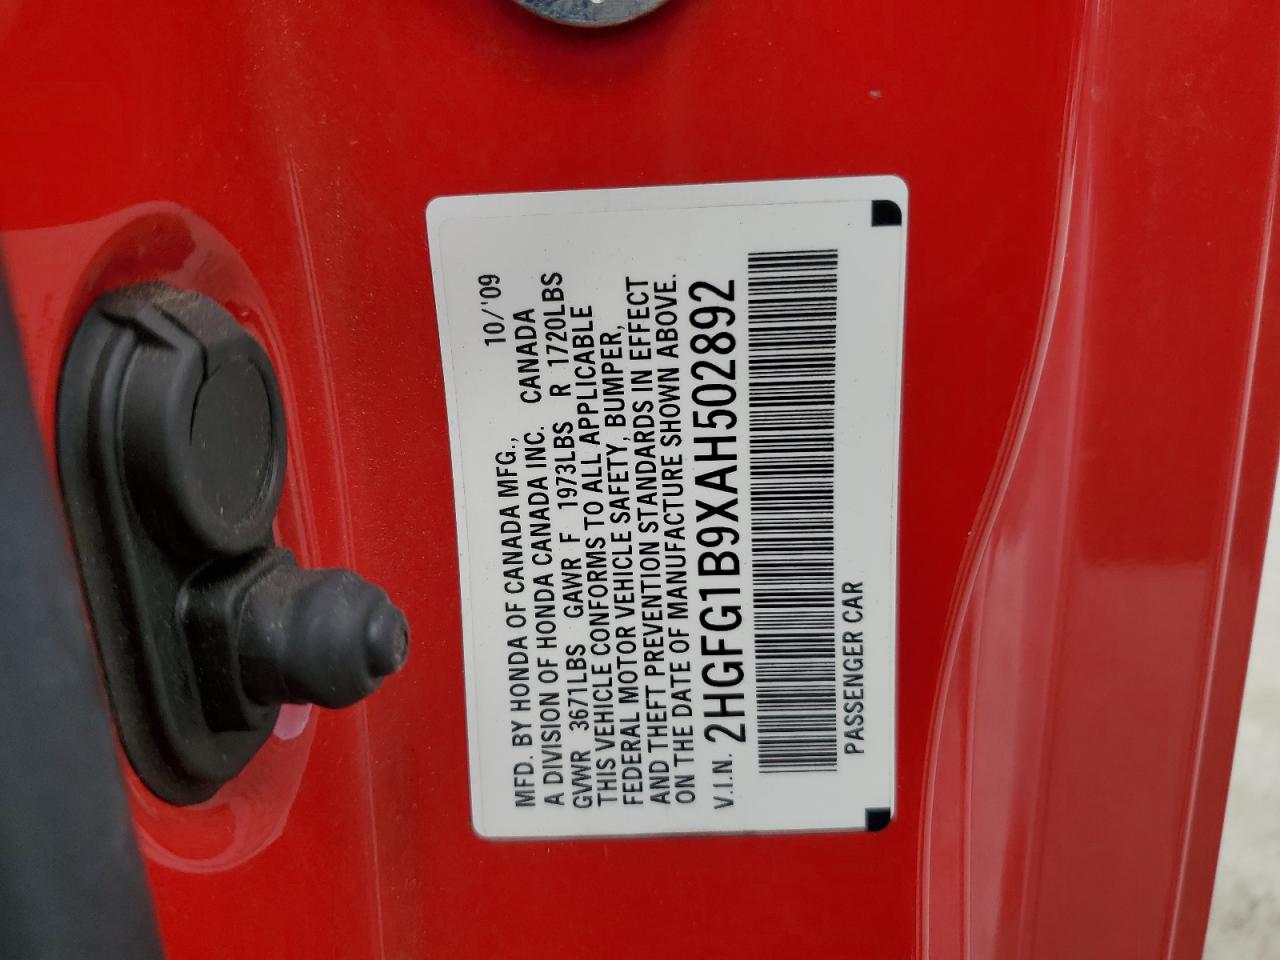 10/'09
MFD. BY HONDA OF CANADA MFG.,
A DIVISION OF HONDA CANADA INC. CANADA
GVWR 3671LBS GAWR F 1973LBS R 1720LBS
THIS VEHICLE CONFORMS TO ALL APPLICABLE
FEDERAL MOTOR VEHICLE SAFETY, BUMPER,
AND THEFT PREVENTION STANDARDS IN EFFECT
ON THE DATE OF MANUFACTURE SHOWN ABOVE.
V.I.N. 2HGFG1B9XAH502892
PASSENGER CAR